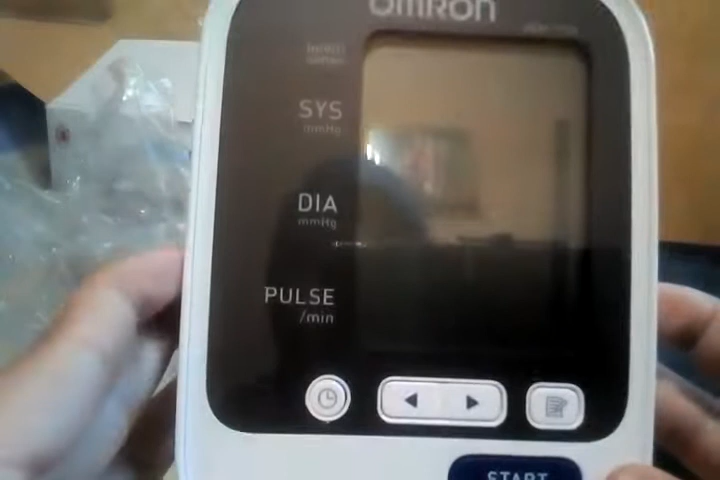 OMRON
SYS
mmHg
DIA
mmHg
PULSE
/min
START